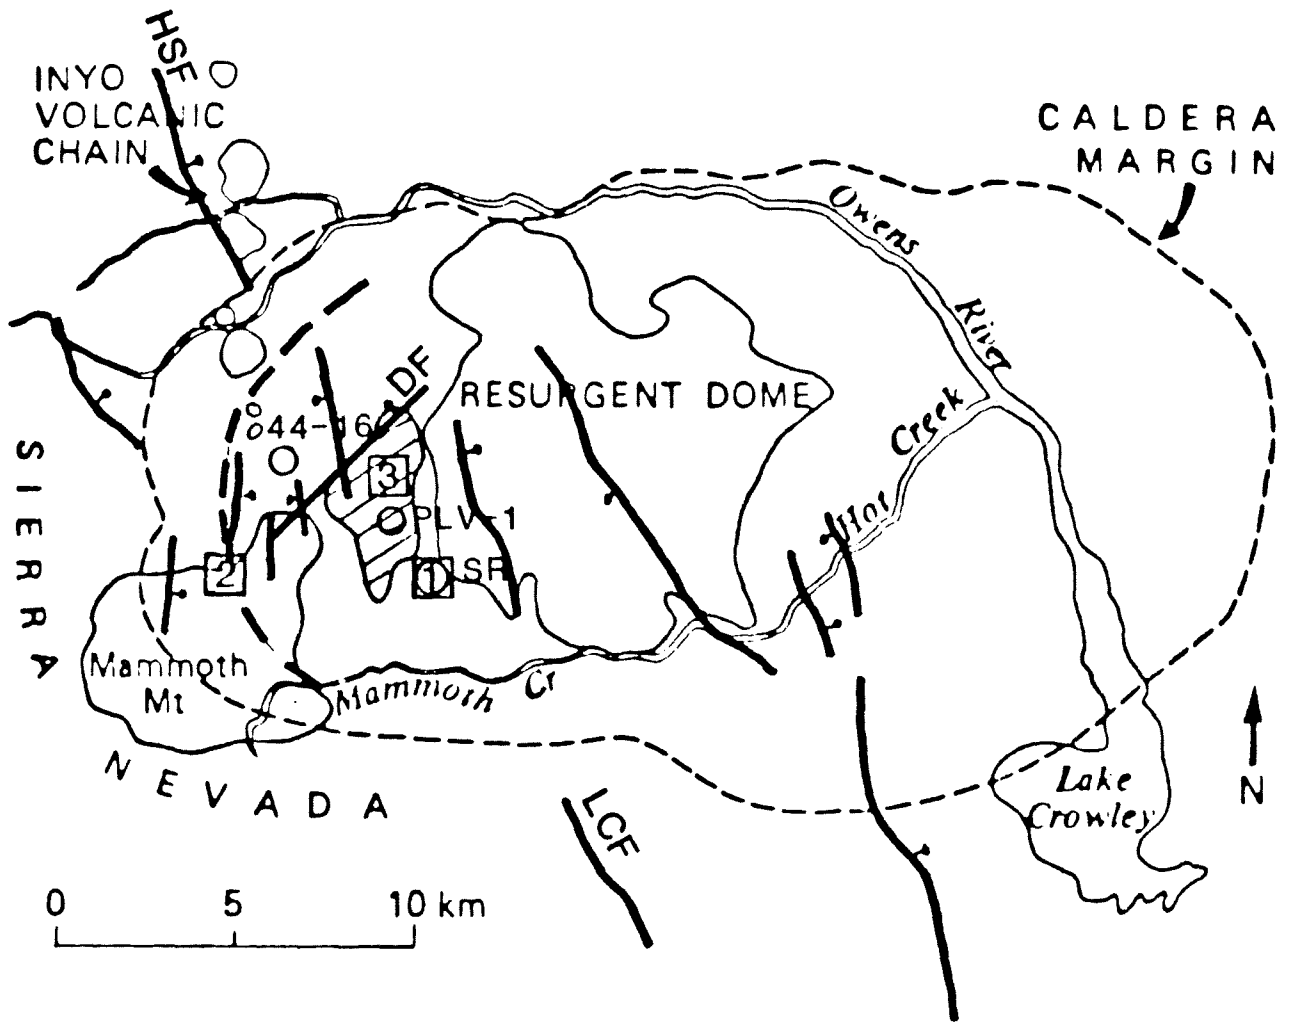 HSF
INYO
VOLCANIC
CHAIN
CALDERA
MARGIN
Owens
River
DF
RESURGENT DOME
44-16
Creek
Hot
3
PLV-1
SIERRA
2
1
SR
Mammoth
Mt
Mammoth Cr
NEVADA
Lake
Crowley
N
LCF
0 5 10 km